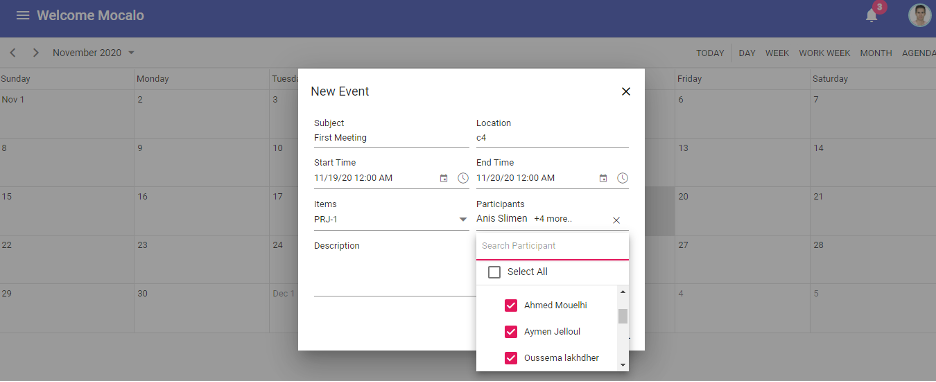 Welcome Mocalo
3
November 2020
TODAY DAY WEEK WORK WEEK MONTH AGENDA
Sunday Monday Tuesd Friday Saturday
Nov 1 2 3 6 7
8 9 10 13 14
15 16 17 20 21
22 23 24 27 28
29 30 Dec 1 4 5
New Event
Subject Location
First Meeting c4
Start Time End Time
11/19/20 12:00 AM 11/20/20 12:00 AM
Items Participants
PRJ-1 Anis Slimen +4 more..
Description
Search Participant
Select All
Ahmed Mouelhi
Aymen Jelloul
Oussema lakhdher